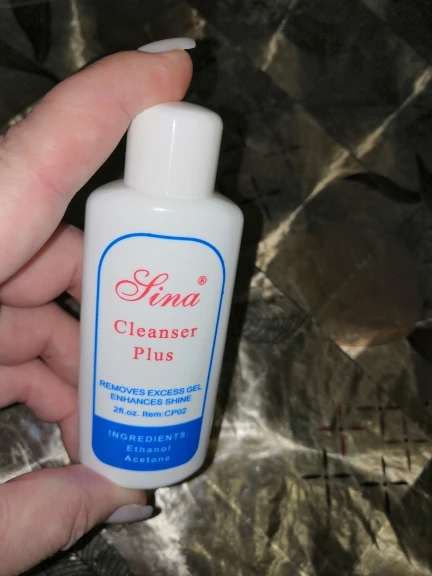 Sina®
Cleanser
Plus
REMOVES EXCESS GEL
ENHANCES SHINE
2fl.oz. Item:CP02
INGREDIENTS:
Ethanol
Acetone